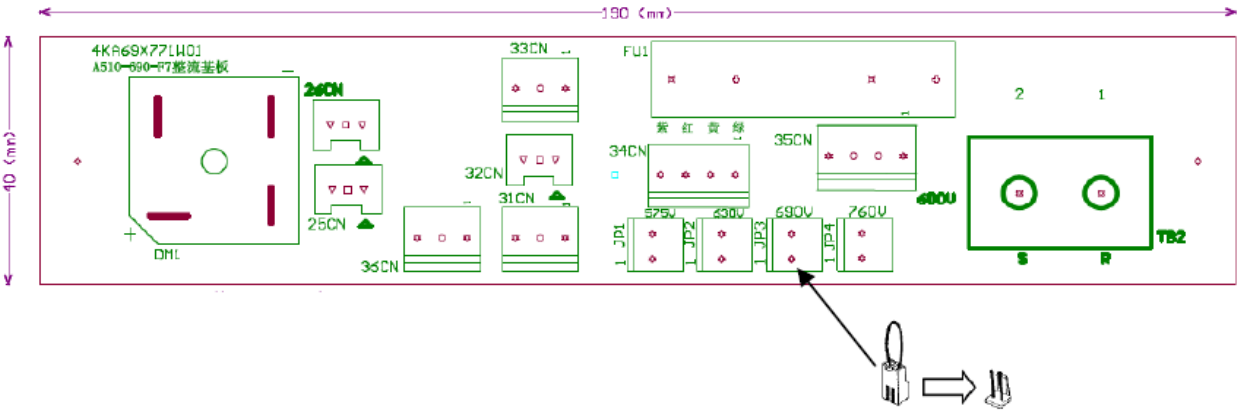 190 (mm)
40 (mm)
4KA69X77LW01
A510-690-F7整流基板
26CN
25CN
DM1
+
33CN
32CN
31CN
36CN
FU1
紫 红 黄 绿
34CN
35CN
1
575V 630V 690V 760V
1 JP1
1 JP2
1 JP3
1 JP4
2 1
600V
TB2
S R